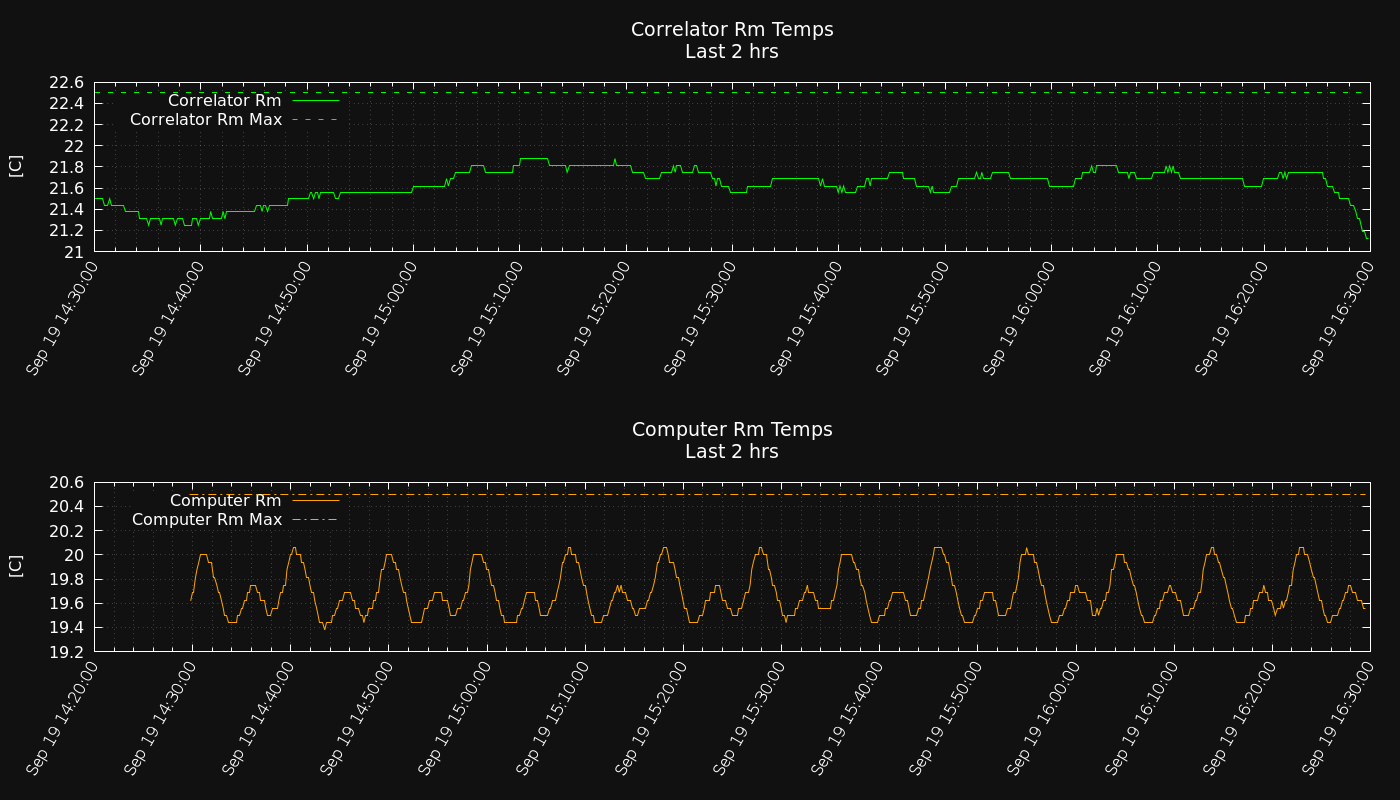 Correlator Rm Temps
Last 2 hrs
22.6
22.4
22.2
22
21.8
21.6
21.4
21.2
21
[C]
Correlator Rm
Correlator Rm Max
Sep 19 14:30:00
Sep 19 14:40:00
Sep 19 14:50:00
Sep 19 15:00:00
Sep 19 15:10:00
Sep 19 15:20:00
Sep 19 15:30:00
Sep 19 15:40:00
Sep 19 15:50:00
Sep 19 16:00:00
Sep 19 16:10:00
Sep 19 16:20:00
Sep 19 16:30:00
Computer Rm Temps
Last 2 hrs
20.6
20.4
20.2
20
19.8
19.6
19.4
19.2
[C]
Computer Rm
Computer Rm Max
Sep 19 14:20:00
Sep 19 14:30:00
Sep 19 14:40:00
Sep 19 14:50:00
Sep 19 15:00:00
Sep 19 15:10:00
Sep 19 15:20:00
Sep 19 15:30:00
Sep 19 15:40:00
Sep 19 15:50:00
Sep 19 16:00:00
Sep 19 16:10:00
Sep 19 16:20:00
Sep 19 16:30:00